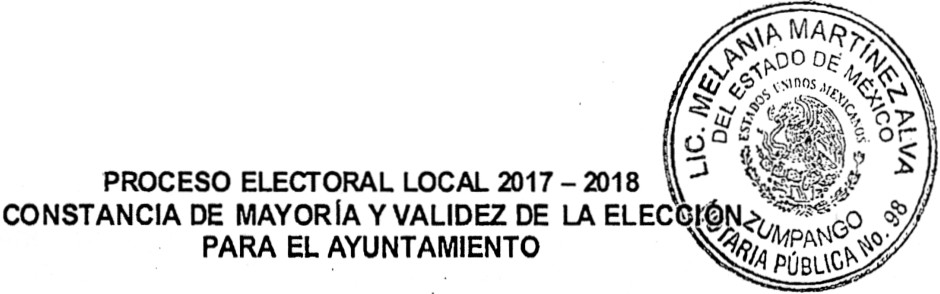 PROCESO ELECTORAL LOCAL 2017 – 2018
CONSTANCIA DE MAYORÍA Y VALIDEZ DE LA ELECCIÓN
PARA EL AYUNTAMIENTO
LIC. MELANIA MARTÍNEZ ALVA
DEL ESTADO DE MÉXICO
ESTADOS UNIDOS MEXICANOS
ZUMPANGO
NOTARIA PÚBLICA No. 98